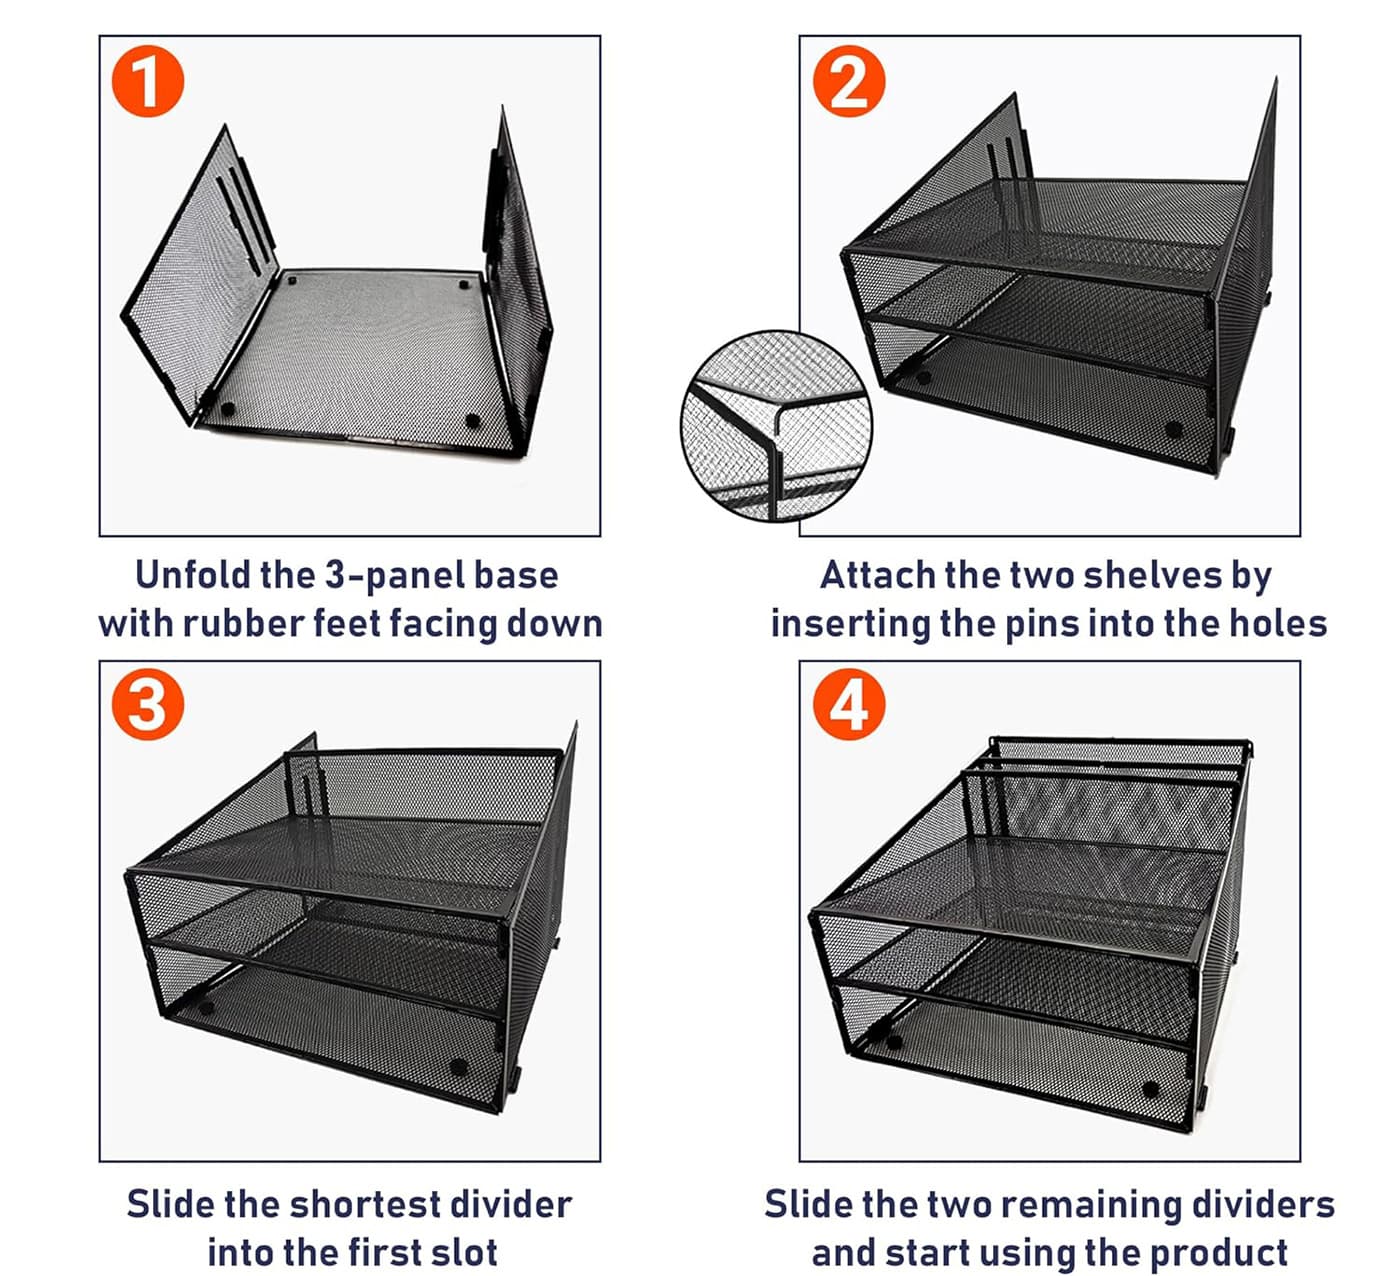 1
Unfold the 3-panel base
with rubber feet facing down
2
Attach the two shelves by
inserting the pins into the holes
3
Slide the shortest divider
into the first slot
4
Slide the two remaining dividers
and start using the product